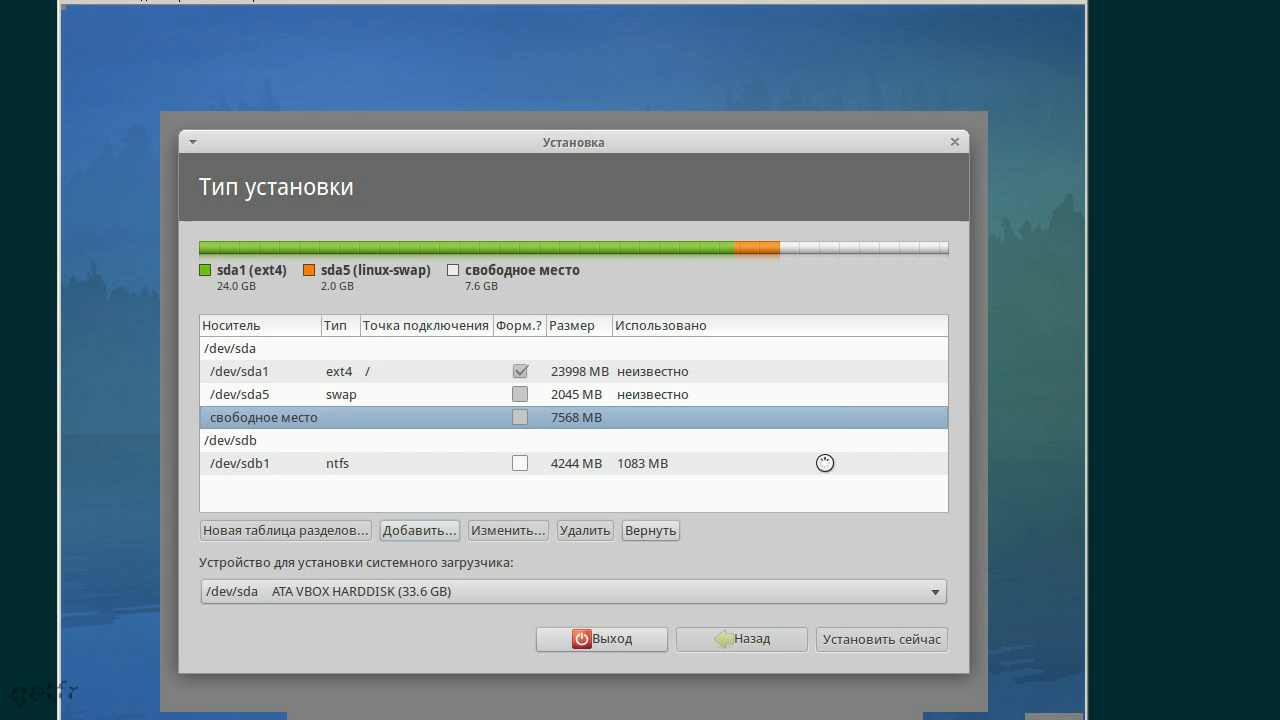 Установка
Тип установки
sda1 (ext4) sda5 (linux-swap) свободное место
24.0 GB 2.0 GB 7.6 GB
Носитель Тип Точка подключения Форм.? Размер Использовано
/dev/sda
/dev/sda1 ext4 / 23998 MB неизвестно
/dev/sda5 swap 2045 MB неизвестно
свободное место 7568 MB
/dev/sdb
/dev/sdb1 ntfs 4244 MB 1083 MB
Новая таблица разделов... Добавить... Изменить... Удалить Вернуть
Устройство для установки системного загрузчика:
/dev/sda ATA VBOX HARDDISK (33.6 GB)
Выход Назад Установить сейчас
getfr